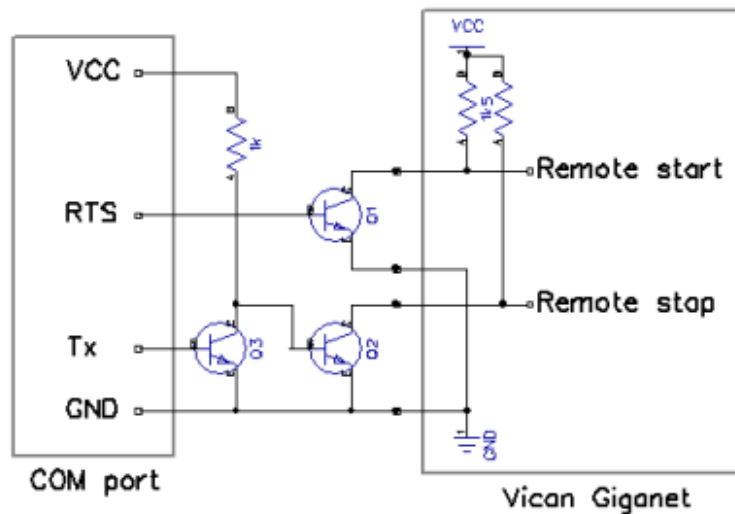 VCC
VCC
B
B
B
1k
1k5
A
A
A
C
Remote start
RTS
B
Q1
E
Remote stop
C
C
Tx
B
Q3
B
Q2
E
E
GND
1
GND
COM port
Vican Giganet